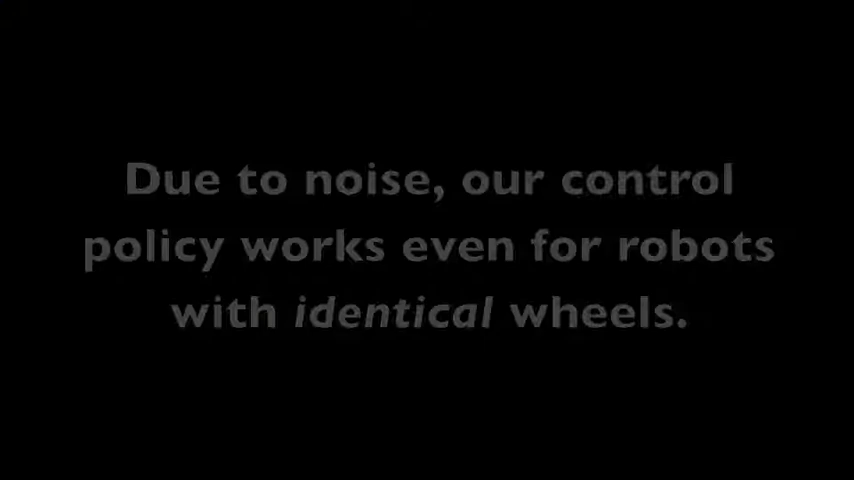 Due to noise, our control
policy works even for robots
with identical wheels.